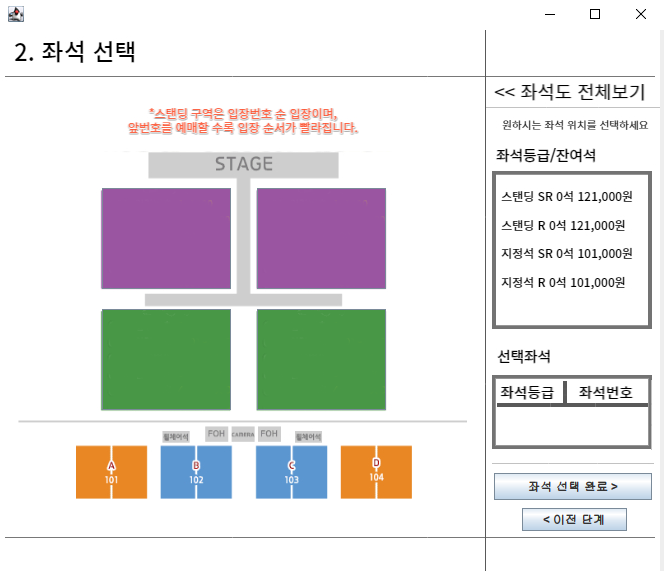 2. 좌석 선택
*스탠딩 구역은 입장번호 순 입장이며,
앞번호를 예매할 수록 입장 순서가 빨라집니다.
STAGE
휠체어석 FOH CAMERA FOH 휠체어석
A B C D
101 102 103 104
<< 좌석도 전체보기
원하시는 좌석 위치를 선택하세요
좌석등급/잔여석
스탠딩 SR 0석 121,000원
스탠딩 R 0석 121,000원
지정석 SR 0석 101,000원
지정석 R 0석 101,000원
선택좌석
좌석등급 좌석번호
좌석 선택 완료 >
< 이전 단계